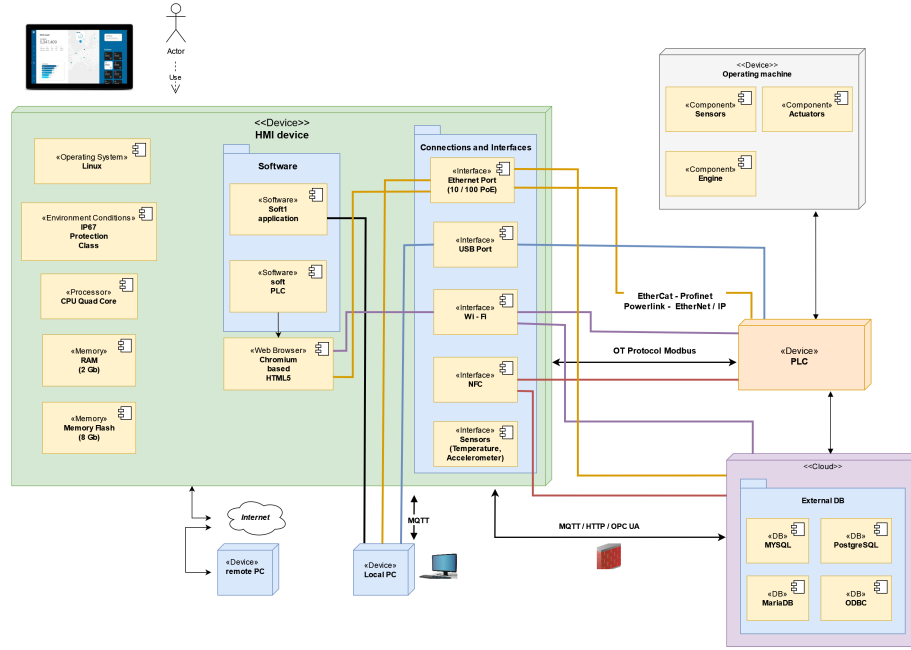 Actor
Use
<<Device>>
HMI device
«Operating System»
Linux
«Environment Conditions»
IP67
Protection
Class
«Processor»
CPU Quad Core
«Memory»
RAM
(2 Gb)
«Memory»
Memory Flash
(8 Gb)
Software
«Software»
Soft1
application
«Software»
soft
PLC
«Web Browser»
Chromium
based
HTML5
Connections and Interfaces
«Interface»
Ethernet Port
(10 / 100 PoE)
«Interface»
USB Port
«Interface»
Wi - Fi
«Interface»
NFC
«Interface»
Sensors
(Temperature,
Accelerometer)
<<Device>>
Operating machine
«Component»
Sensors
«Component»
Actuators
«Component»
Engine
EtherCat - Profinet
Powerlink - EtherNet / IP
OT Protocol Modbus
«Device»
PLC
<<Cloud>>
External DB
«DB»
MYSQL
«DB»
PostgreSQL
«DB»
MariaDB
«DB»
ODBC
MQTT / HTTP / OPC UA
MQTT
Internet
«Device»
remote PC
«Device»
Local PC